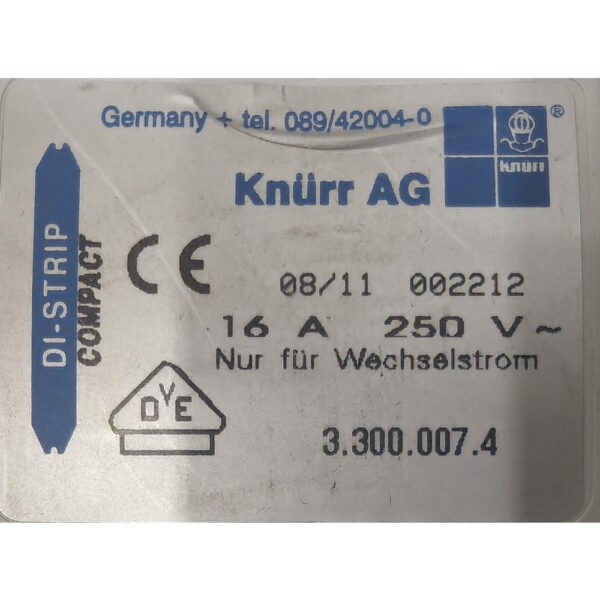 Germany + tel. 089/42004-0
®
knürr
Knürr AG
DI-STRIP
COMPACT
CE
08/11 002212
16 A 250 V ~
Nur für Wechselstrom
DVE
3.300.007.4